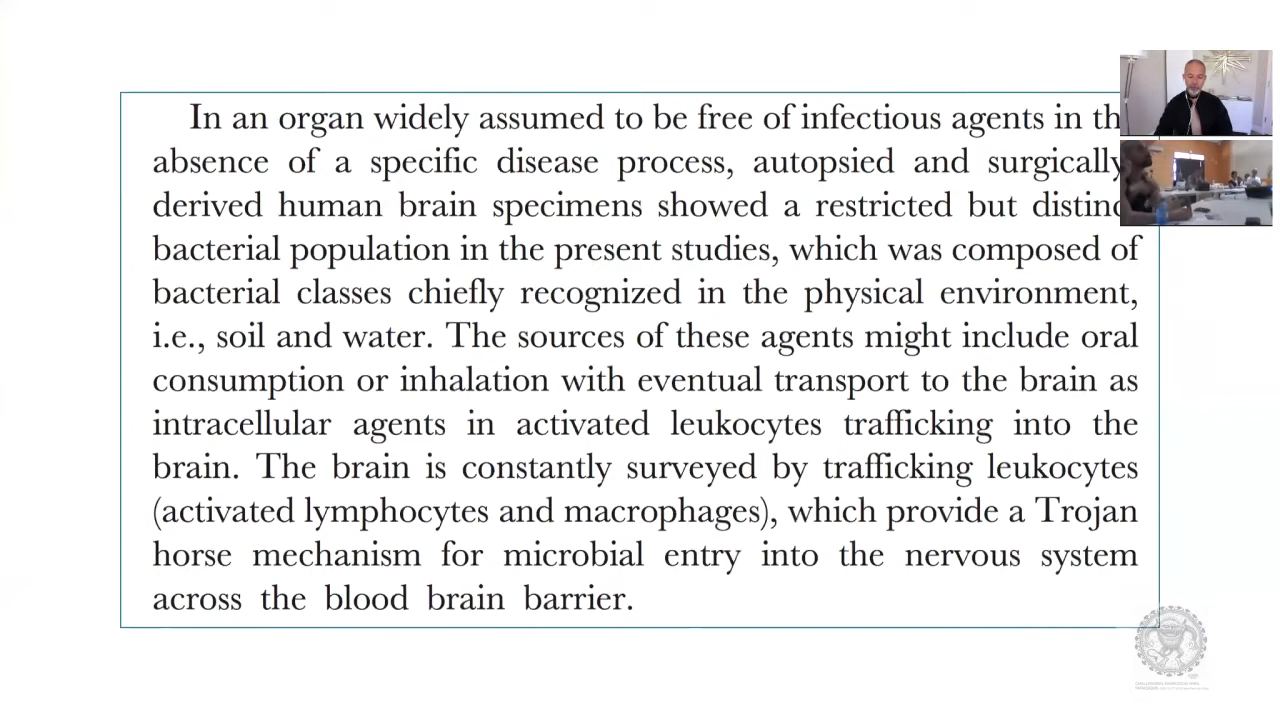 In an organ widely assumed to be free of infectious agents in th
absence of a specific disease process, autopsied and surgically
derived human brain specimens showed a restricted but distinc
bacterial population in the present studies, which was composed of
bacterial classes chiefly recognized in the physical environment,
i.e., soil and water. The sources of these agents might include oral
consumption or inhalation with eventual transport to the brain as
intracellular agents in activated leukocytes trafficking into the
brain. The brain is constantly surveyed by trafficking leukocytes
(activated lymphocytes and macrophages), which provide a Trojan
horse mechanism for microbial entry into the nervous system
across the blood brain barrier.